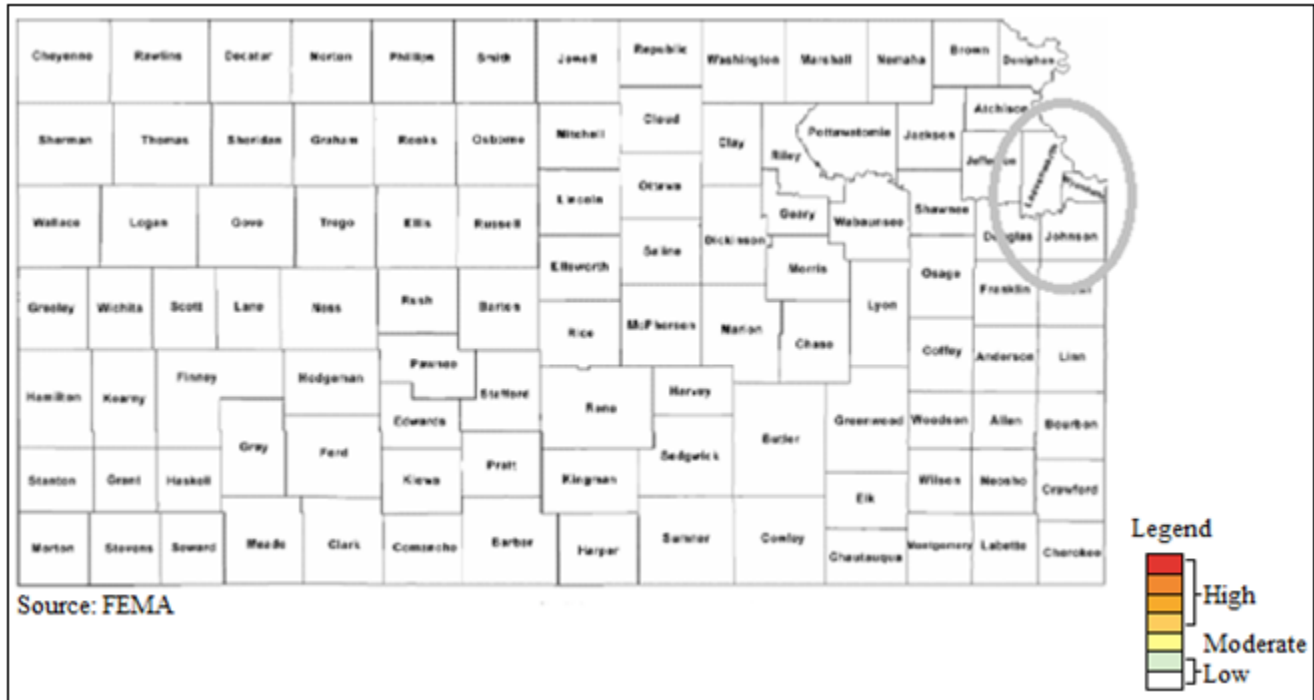 Cheyenne Rawlins Decatur Norton Phillips Smith Jewell Republic Washington Marshall Nemaha Brown Doniphan
Sherman Thomas Sheridan Graham Rooks Osborne Mitchell Cloud Clay Riley Pottawatomie Jackson Atchison Jefferson
Wallace Logan Gove Trego Ellis Russell Lincoln Ottawa Geary Wabaunsee Shawnee Douglas Johnson
Ellsworth Saline Dickinson Morris Osage Franklin
Greeley Wichita Scott Lane Ness Rush Barton Rice McPherson Marion Chase Lyon Coffey Anderson Linn
Hamilton Kearny Finney Hodgeman Pawnee Stafford Reno Harvey
Gray Ford Edwards Sedgwick Butler Greenwood Woodson Allen Bourbon
Stanton Grant Haskell Kiowa Pratt Kingman Elk Wilson Neosho Crawford
Morton Stevens Seward Meade Clark Comanche Barber Harper Sumner Cowley Chautauqua Montgomery Labette Cherokee
Source: FEMA
Legend
High
Moderate
Low